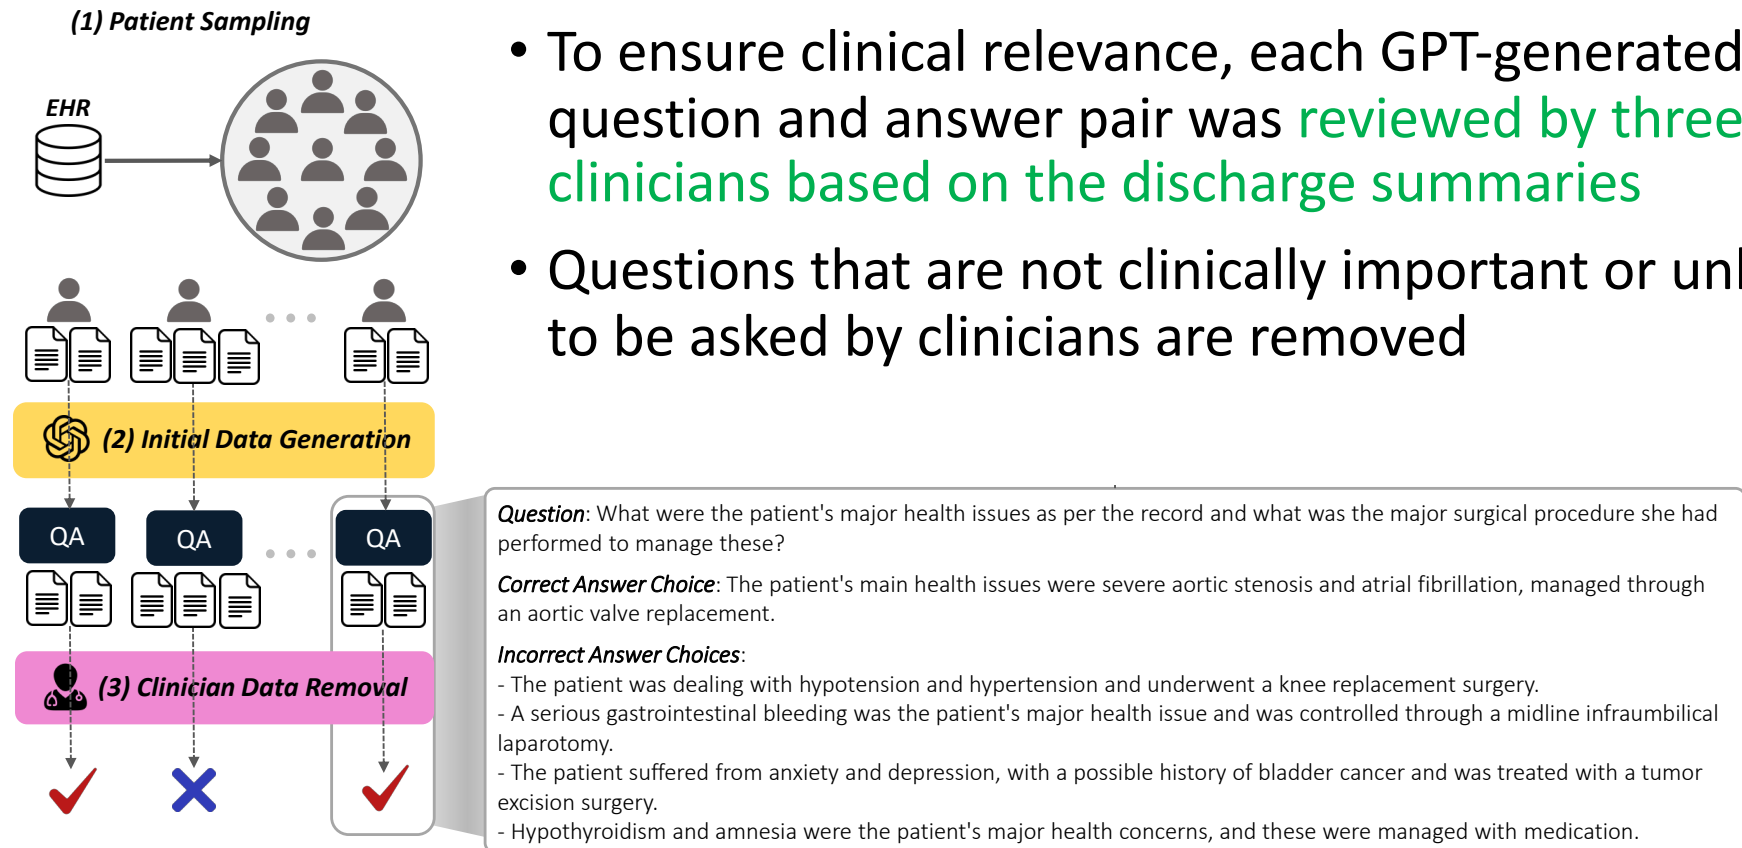 (1) Patient Sampling
EHR
(2) Initial Data Generation
QA
QA
QA
(3) Clinician Data Removal
• To ensure clinical relevance, each GPT-generated
question and answer pair was reviewed by three
clinicians based on the discharge summaries
• Questions that are not clinically important or
to be asked by clinicians are removed
Question: What were the patient's major health issues as per the record and what was the major surgical procedure she had
performed to manage these?
Correct Answer Choice: The patient's main health issues were severe aortic stenosis and atrial fibrillation, managed through
an aortic valve replacement.
Incorrect Answer Choices:
- The patient was dealing with hypotension and hypertension and underwent a knee replacement surgery.
- A serious gastrointestinal bleeding was the patient's major health issue and was controlled through a midline infraumbilical
laparotomy.
- The patient suffered from anxiety and depression, with a possible history of bladder cancer and was treated with a tumor
excision surgery.
- Hypothyroidism and amnesia were the patient's major health concerns, and these were managed with medication.